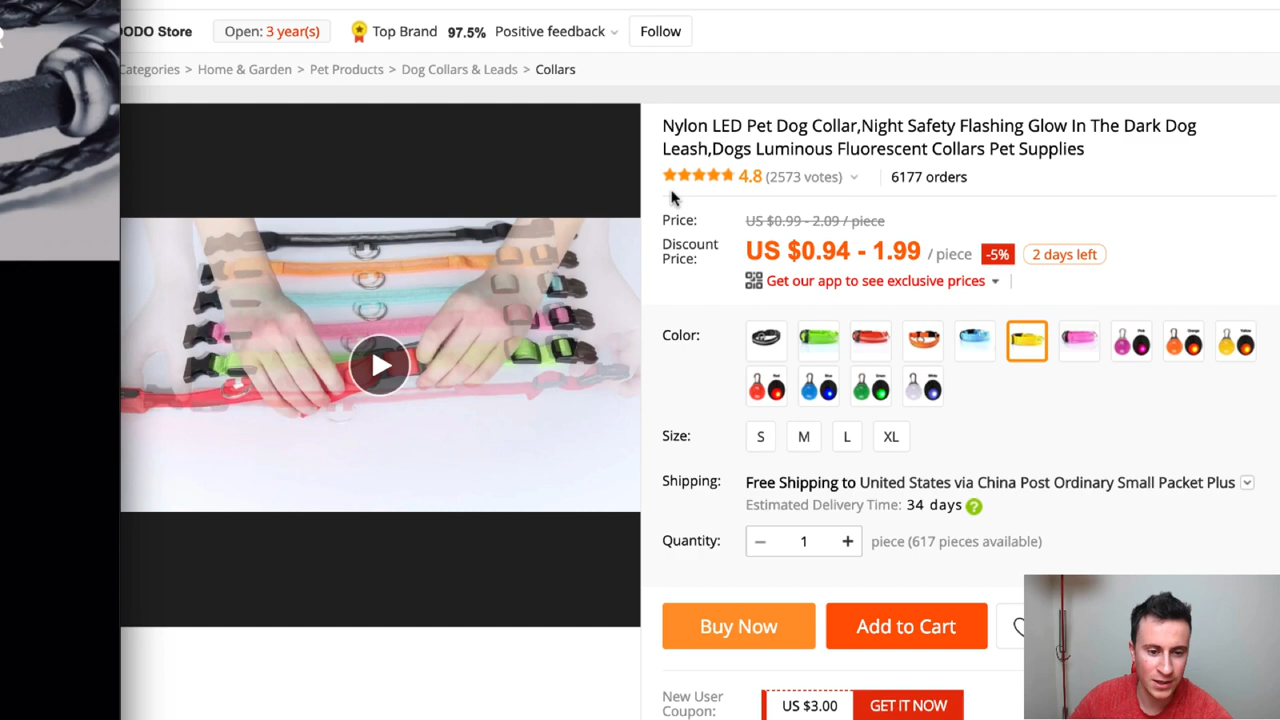 DODO Store
Open: 3 year(s)
Top Brand 97.5% Positive feedback
Follow
Categories > Home & Garden > Pet Products > Dog Collars & Leads > Collars
Nylon LED Pet Dog Collar,Night Safety Flashing Glow In The Dark Dog
Leash,Dogs Luminous Fluorescent Collars Pet Supplies
4.8 (2573 votes)
6177 orders
Price:
US $0.99 - 2.09 / piece
Discount
Price:
US $0.94 - 1.99 / piece
-5%
2 days left
Get our app to see exclusive prices
Color:
Size:
S
M
L
XL
Shipping:
Free Shipping to United States via China Post Ordinary Small Packet Plus
Estimated Delivery Time: 34 days
Quantity:
1
piece (617 pieces available)
Buy Now
Add to Cart
New User
Coupon:
US $3.00
GET IT NOW